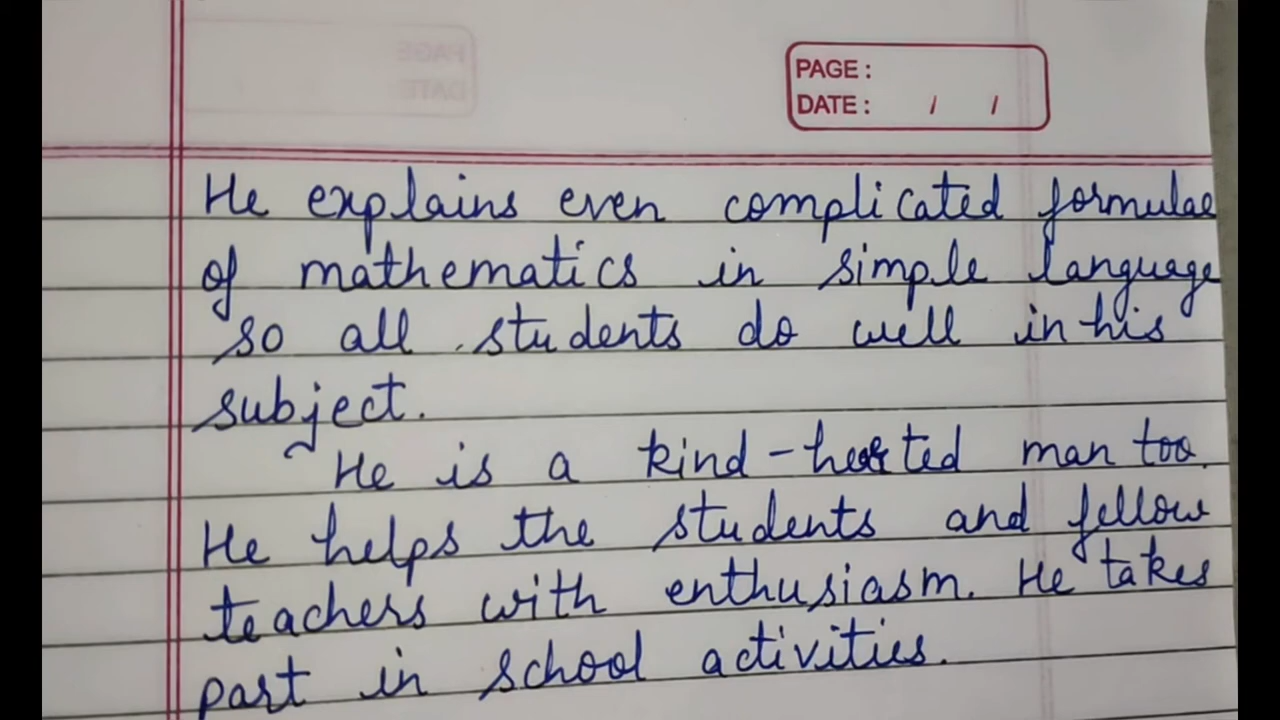 PAGE :
DATE : / /
He explains even complicated formulae
of mathematics in simple language
so all students do well in his
subject.
He is a kind-hearted man too.
He helps the students and fellow
teachers with enthusiasm. He takes
part in school activities.